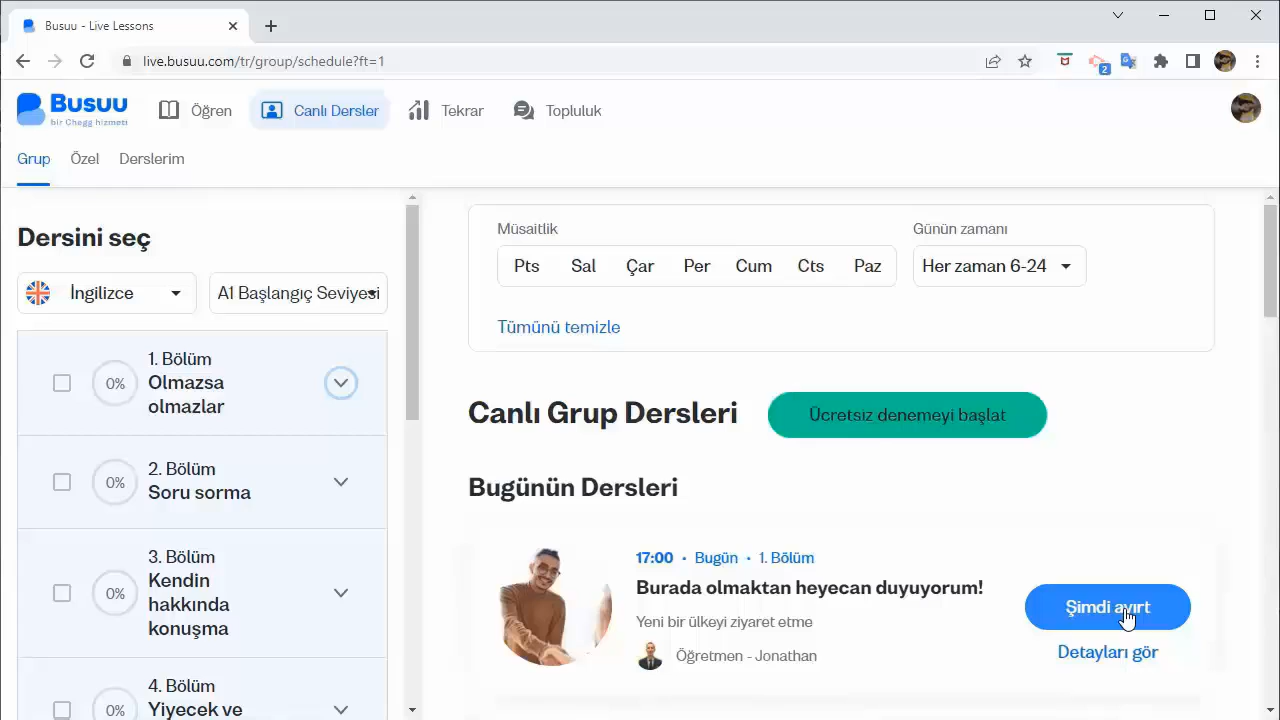 Busuu - Live Lessons
live.busuu.com/tr/group/schedule?ft=1
2
Busuu
bir Chegg hizmeti
Öğren
Canlı Dersler
Tekrar
Topluluk
Grup
Özel
Derslerim
Dersini seç
İngilizce
A1 Başlangıç Seviyesi
0%
1. Bölüm
Olmazsa
olmazlar
0%
2. Bölüm
Soru sorma
0%
3. Bölüm
Kendin
hakkında
konuşma
0%
4. Bölüm
Yiyecek ve
Müsaitlik
Pts Sal Çar Per Cum Cts Paz
Günün zamanı
Her zaman 6-24
Tümünü temizle
Canlı Grup Dersleri
Ücretsiz denemeyi başlat
Bugünün Dersleri
17:00 · Bugün · 1. Bölüm
Burada olmaktan heyecan duyuyorum!
Yeni bir ülkeyi ziyaret etme
Öğretmen - Jonathan
Şimdi ayırt
Detayları gör